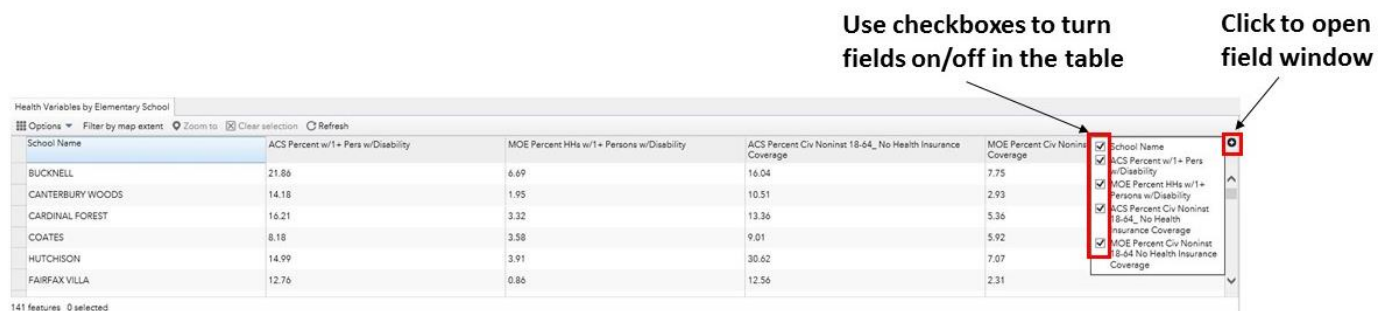 Use checkboxes to turn
fields on/off in the table
Click to open
field window
Health Variables by Elementary School
Options Filter by map extent Zoom to Clear selection Refresh
School Name
ACS Percent w/1+ Pers w/Disability
MOE Percent HHs w/1+ Persons w/Disability
ACS Percent Civ Noninst 18-64_ No Health Insurance
Coverage
MOE Percent Civ Nonins
Coverage
BUCKNELL 21.86 6.69 16.04 7.75
CANTERBURY WOODS 14.18 1.95 10.51 2.93
CARDINAL FOREST 16.21 3.32 13.36 5.36
COATES 8.18 3.58 9.01 5.92
HUTCHISON 14.99 3.91 30.62 7.07
FAIRFAX VILLA 12.76 0.86 12.56 2.31
School Name
ACS Percent w/1+ Pers
w/Disability
MOE Percent HHs w/1+
Persons w/Disability
ACS Percent Civ Noninst
18-64_ No Health
Insurance Coverage
MOE Percent Civ Noninst
18-64 No Health Insurance
Coverage
141 features 0 selected